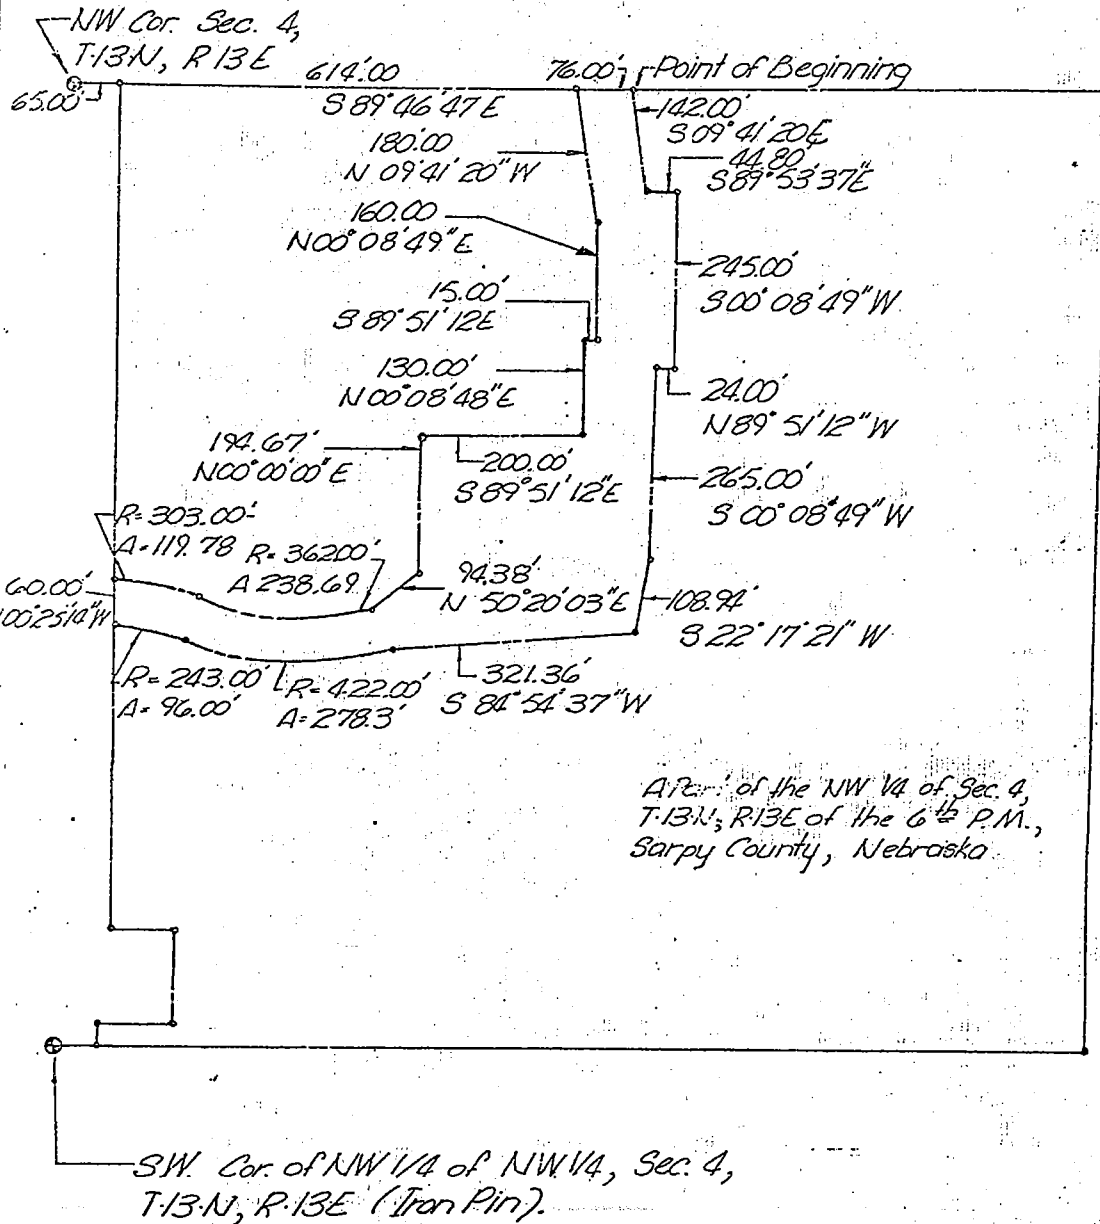 NW Cor. Sec. 4,
T-13-N, R 13 E
65.00'
614.00
S 89° 46' 47 E
76.00'
Point of Beginning
142.00'
S 09° 41' 20 E
44.80'
S 89° 53' 37" E
180.00
N 09° 41' 20" W
160.00
N 00° 08' 49" E
245.00'
S 00° 08' 49" W
15.00'
S 89° 51' 12 E
130.00'
N 00° 08' 48" E
24.00'
N 89° 51' 12" W
194.67'
N 00° 00' 00" E
200.00'
S 89° 51' 12" E
265.00'
S 00° 08' 49" W
R= 303.00'
A= 119.78
R= 362.00'
A 238.69
94.38'
N 50° 20' 03" E
60.00'
00° 25' 14" W
108.94'
S 22° 17' 21" W
R= 243.00'
A= 96.00'
R= 422.00'
A= 278.3'
321.36'
S 84° 54' 37" W
of the NW 1/4 of Sec. 4,
T-13-N, R13E of the 6th P.M.,
Sarpy County, Nebraska
S.W. Cor. of NW 1/4 of NW 1/4, Sec. 4,
T-13-N, R-13E (Iron Pin).